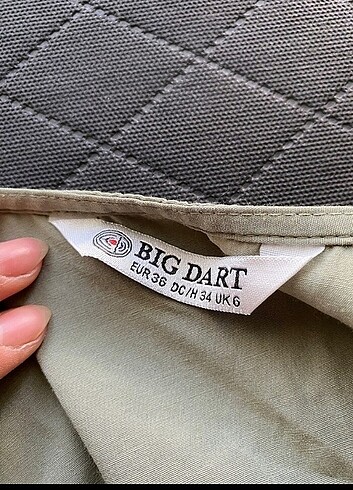 BIG DART
EUR 36 DC/H 34 UK 6